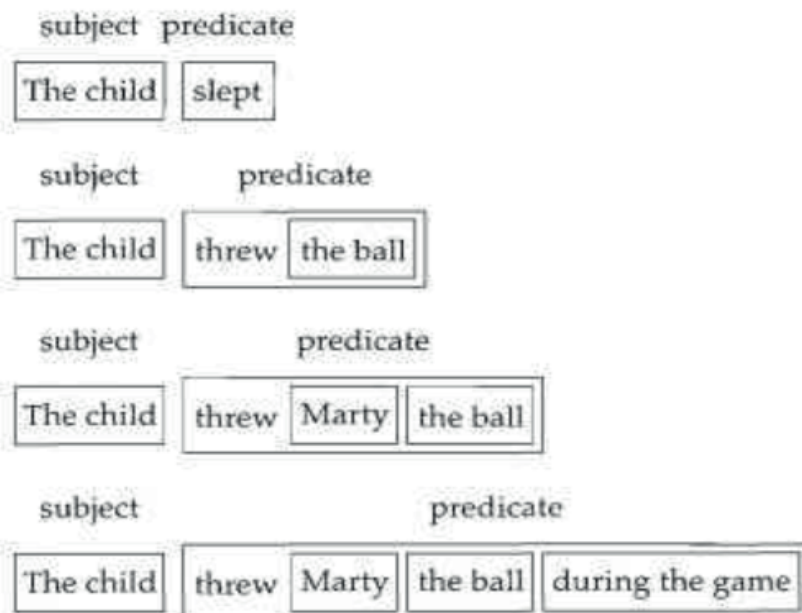 subject predicate
The child slept
subject predicate
The child threw the ball
subject predicate
The child threw Marty the ball
subject predicate
The child threw Marty the ball during the game